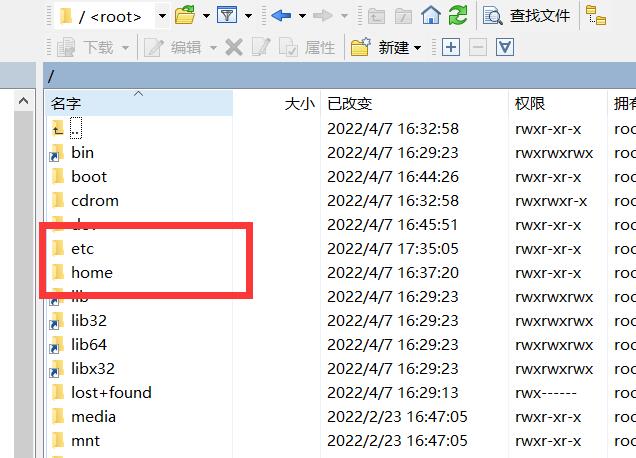 / <root> 查找文件
下载 编辑 属性 新建
/
名字 大小 已改变 权限 拥有
.. 2022/4/7 16:32:58 rwxr-xr-x roo
bin 2022/4/7 16:29:23 rwxrwxrwx roo
boot 2022/4/7 16:44:26 rwxr-xr-x roo
cdrom 2022/4/7 16:32:58 rwxrwxr-x roo
dev 2022/4/7 16:45:51 rwxr-xr-x roo
etc 2022/4/7 17:35:05 rwxr-xr-x roo
home 2022/4/7 16:37:20 rwxr-xr-x roo
lib 2022/4/7 16:29:23 rwxrwxrwx roo
lib32 2022/4/7 16:29:23 rwxrwxrwx roo
lib64 2022/4/7 16:29:23 rwxrwxrwx roo
libx32 2022/4/7 16:29:23 rwxrwxrwx roo
lost+found 2022/4/7 16:29:13 rwx------ roo
media 2022/2/23 16:47:05 rwxr-xr-x roo
mnt 2022/2/23 16:47:05 rwxr-xr-x roo